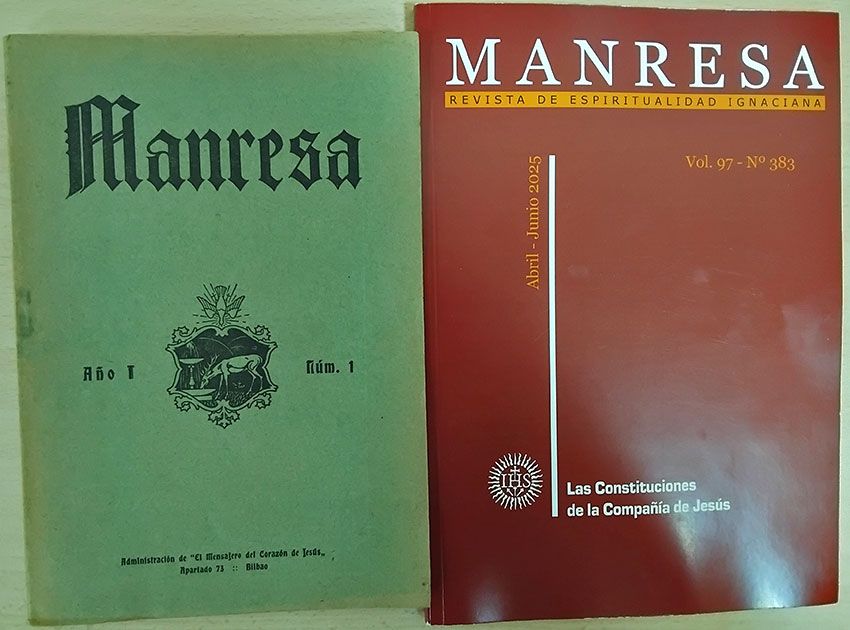 Manresa
Año I Núm. 1
Administración de "El Mensajero del Corazón de Jesús„
Apartado 73 :: Bilbao
MANRESA
REVISTA DE ESPIRITUALIDAD IGNACIANA
Vol. 97 - Nº 383
Abril - Junio 2025
IHS
Las Constituciones
de la Compañía de Jesús